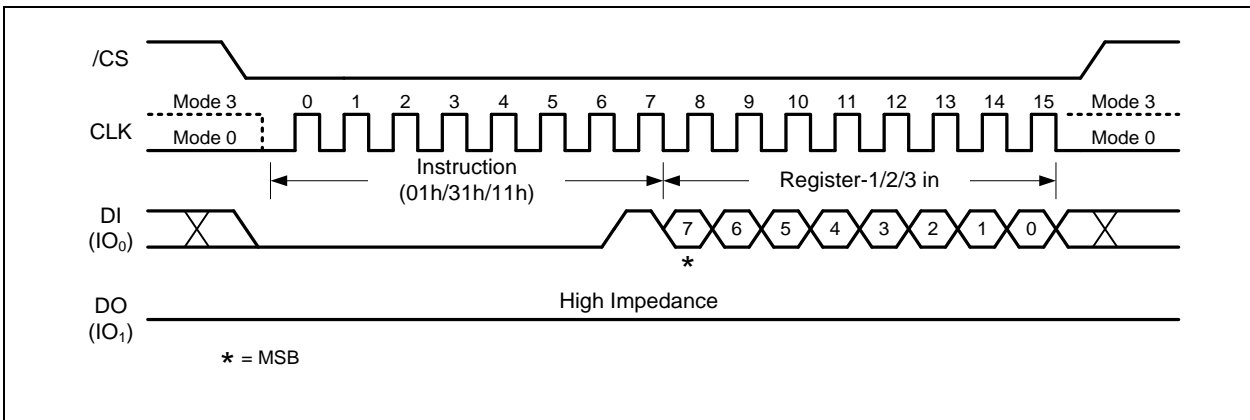 /CS
Mode 3 0 1 2 3 4 5 6 7 8 9 10 11 12 13 14 15 Mode 3
CLK
Mode 0 Mode 0
Instruction
(01h/31h/11h)
Register-1/2/3 in
DI
(IO₀)
7 6 5 4 3 2 1 0
*
High Impedance
DO
(IO₁)
* = MSB